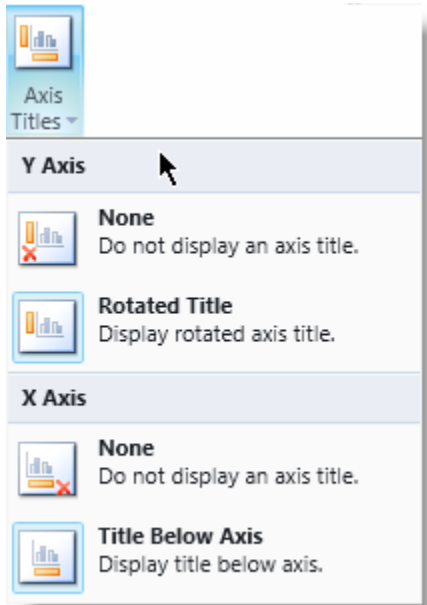 Axis
Titles
Y Axis
None
Do not display an axis title.
Rotated Title
Display rotated axis title.
X Axis
None
Do not display an axis title.
Title Below Axis
Display title below axis.